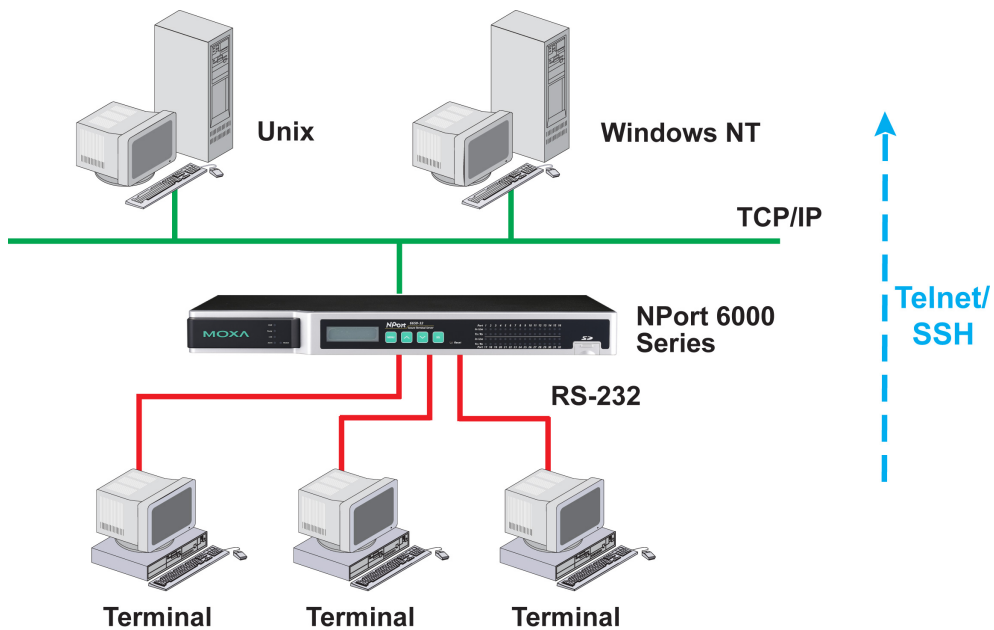 Unix
Windows NT
TCP/IP
Telnet/
SSH
MOXA
NPort
NPort 6000
Series
RS-232
Terminal
Terminal
Terminal